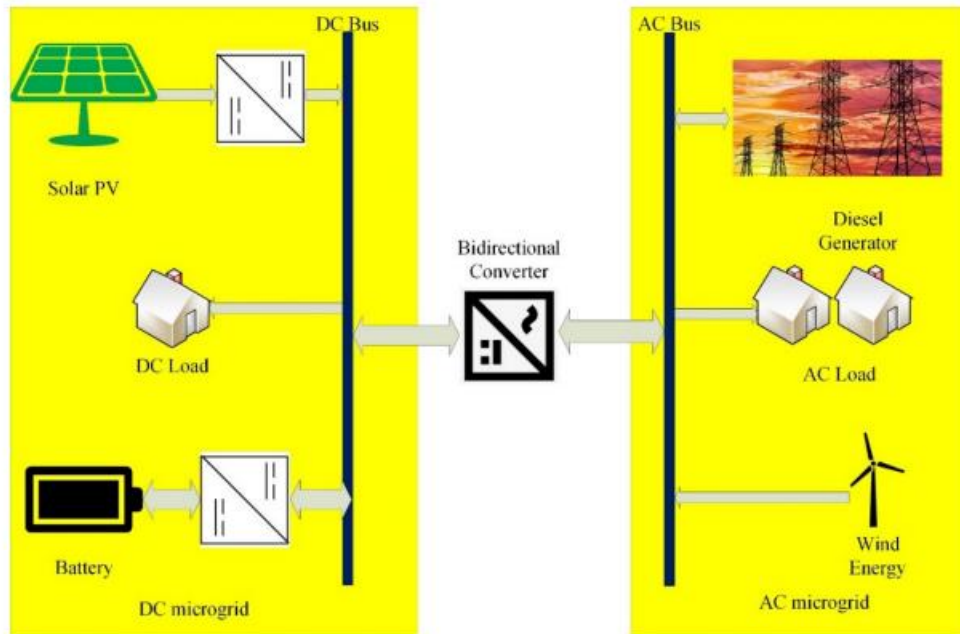 DC Bus
AC Bus
Solar PV
Diesel
Generator
Bidirectional
Converter
DC Load
AC Load
Battery
Wind
Energy
DC microgrid
AC microgrid